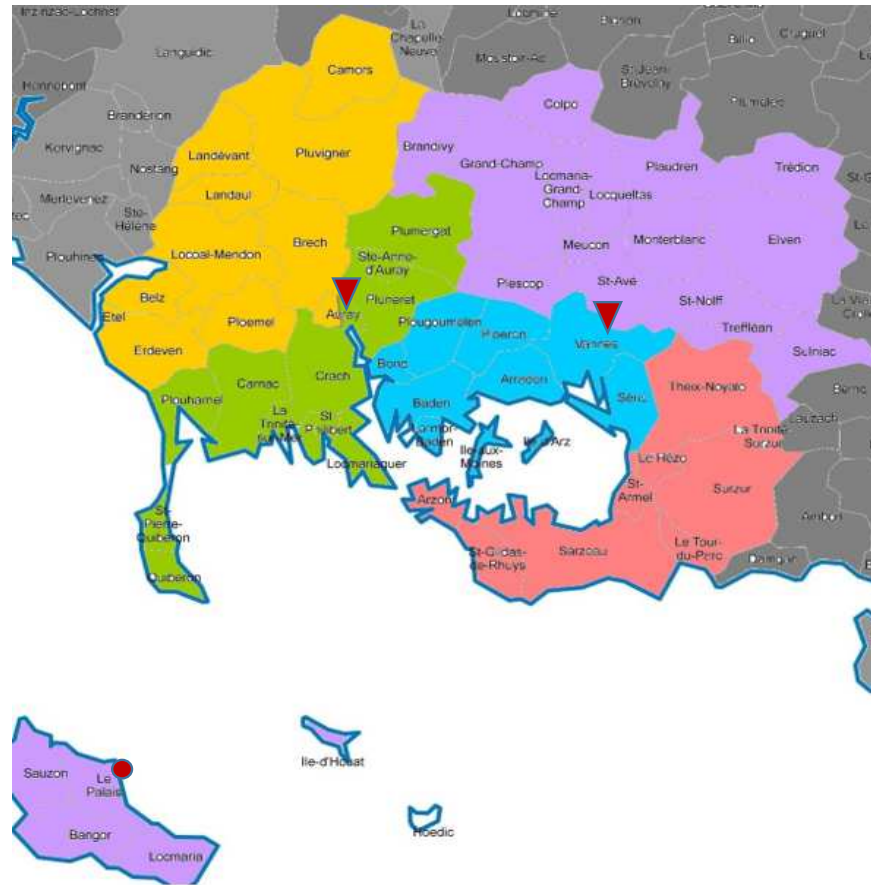 Languidic
La
Chapelle-
Neuve
Camors
Moustoir-Ac
St-Jean-
Brévelay
Plumelec
Hennebont
Brandérion
Kervignac
Nostang
Merlevenez
Ste-
Hélène
Plouhinec
Landévant
Pluvigner
Landaul
Locoal-Mendon
Brech
Belz
Etel
Ploemel
Erdeven
Auray
Brandivy
Colpo
Grand-Champ
Locmaria-
Grand-
Champ
Locqueltas
Plaudren
Trédion
Meucon
Monterblanc
Elven
Plescop
St-Avé
St-Nolff
Treffléan
Sulniac
Plumergat
Ste-Anne-
d'Auray
Pluneret
Plougoumelen
Ploeren
Vannes
Bono
Arradon
Séné
Baden
Larmor-
Baden
Ile-aux-
Moines
Ile-d'Arz
Plouharnel
Carnac
Crach
La
Trinité-
sur-Mer
St-
Philibert
Locmariaquer
St-
Pierre-
Quiberon
Quiberon
Theix-Noyalo
La Trinité-
Surzur
Le Hézo
St-
Armel
Surzur
Arzon
St-Gildas-
de-Rhuys
Sarzeau
Le Tour-
du-Parc
Lauzach
Berric
Ambon
Damgan
Ile-d'Houat
Hoedic
Sauzon
Le
Palais
Bangor
Locmaria